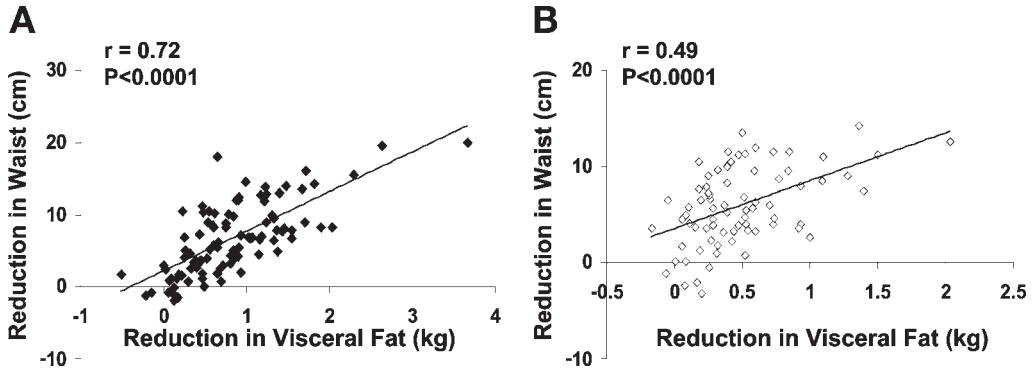 A
r = 0.72
P<0.0001
Reduction in Waist (cm)
30
20
10
0
-10
-1
0
1
2
3
4
Reduction in Visceral Fat (kg)
B
r = 0.49
P<0.0001
Reduction in Waist (cm)
20
10
0
-10
-0.5
0
0.5
1
1.5
2
2.5
Reduction in Visceral Fat (kg)